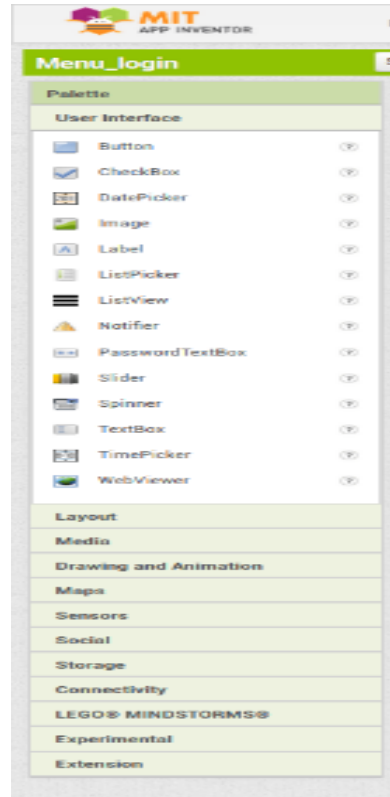 MIT
APP INVENTOR
Menu_login
Palette
User Interface
Button
CheckBox
DatePicker
Image
Label
ListPicker
ListView
Notifier
PasswordTextBox
Slider
Spinner
TextBox
TimePicker
WebViewer
Layout
Media
Drawing and Animation
Maps
Sensors
Social
Storage
Connectivity
LEGO® MINDSTORMS®
Experimental
Extension